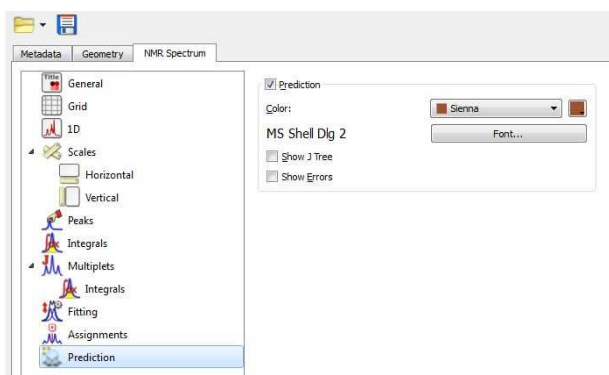 Metadata Geometry NMR Spectrum
Title
General
Grid
1D
Scales
Horizontal
Vertical
Peaks
Integrals
Multiplets
Integrals
Fitting
Assignments
Prediction
Prediction
Color: Sienna
MS Shell Dlg 2 Font...
Show J Tree
Show Errors